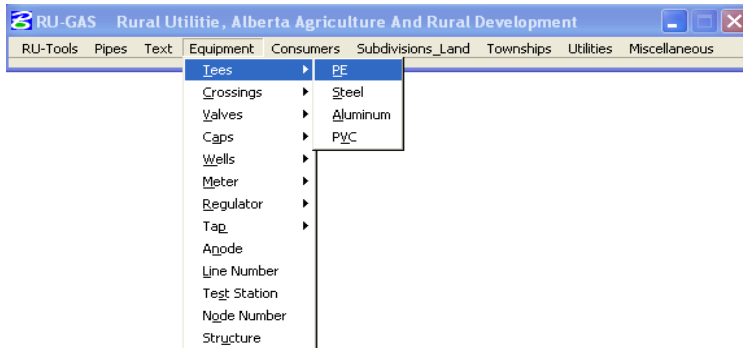 RU-GAS Rural Utilitie, Alberta Agriculture And Rural Development
RU-Tools Pipes Text Equipment Consumers Subdivisions_Land Townships Utilities Miscellaneous
Tees PE
Crossings Steel
Valves Aluminum
Caps PVC
Wells
Meter
Regulator
Tap
Anode
Line Number
Test Station
Node Number
Structure